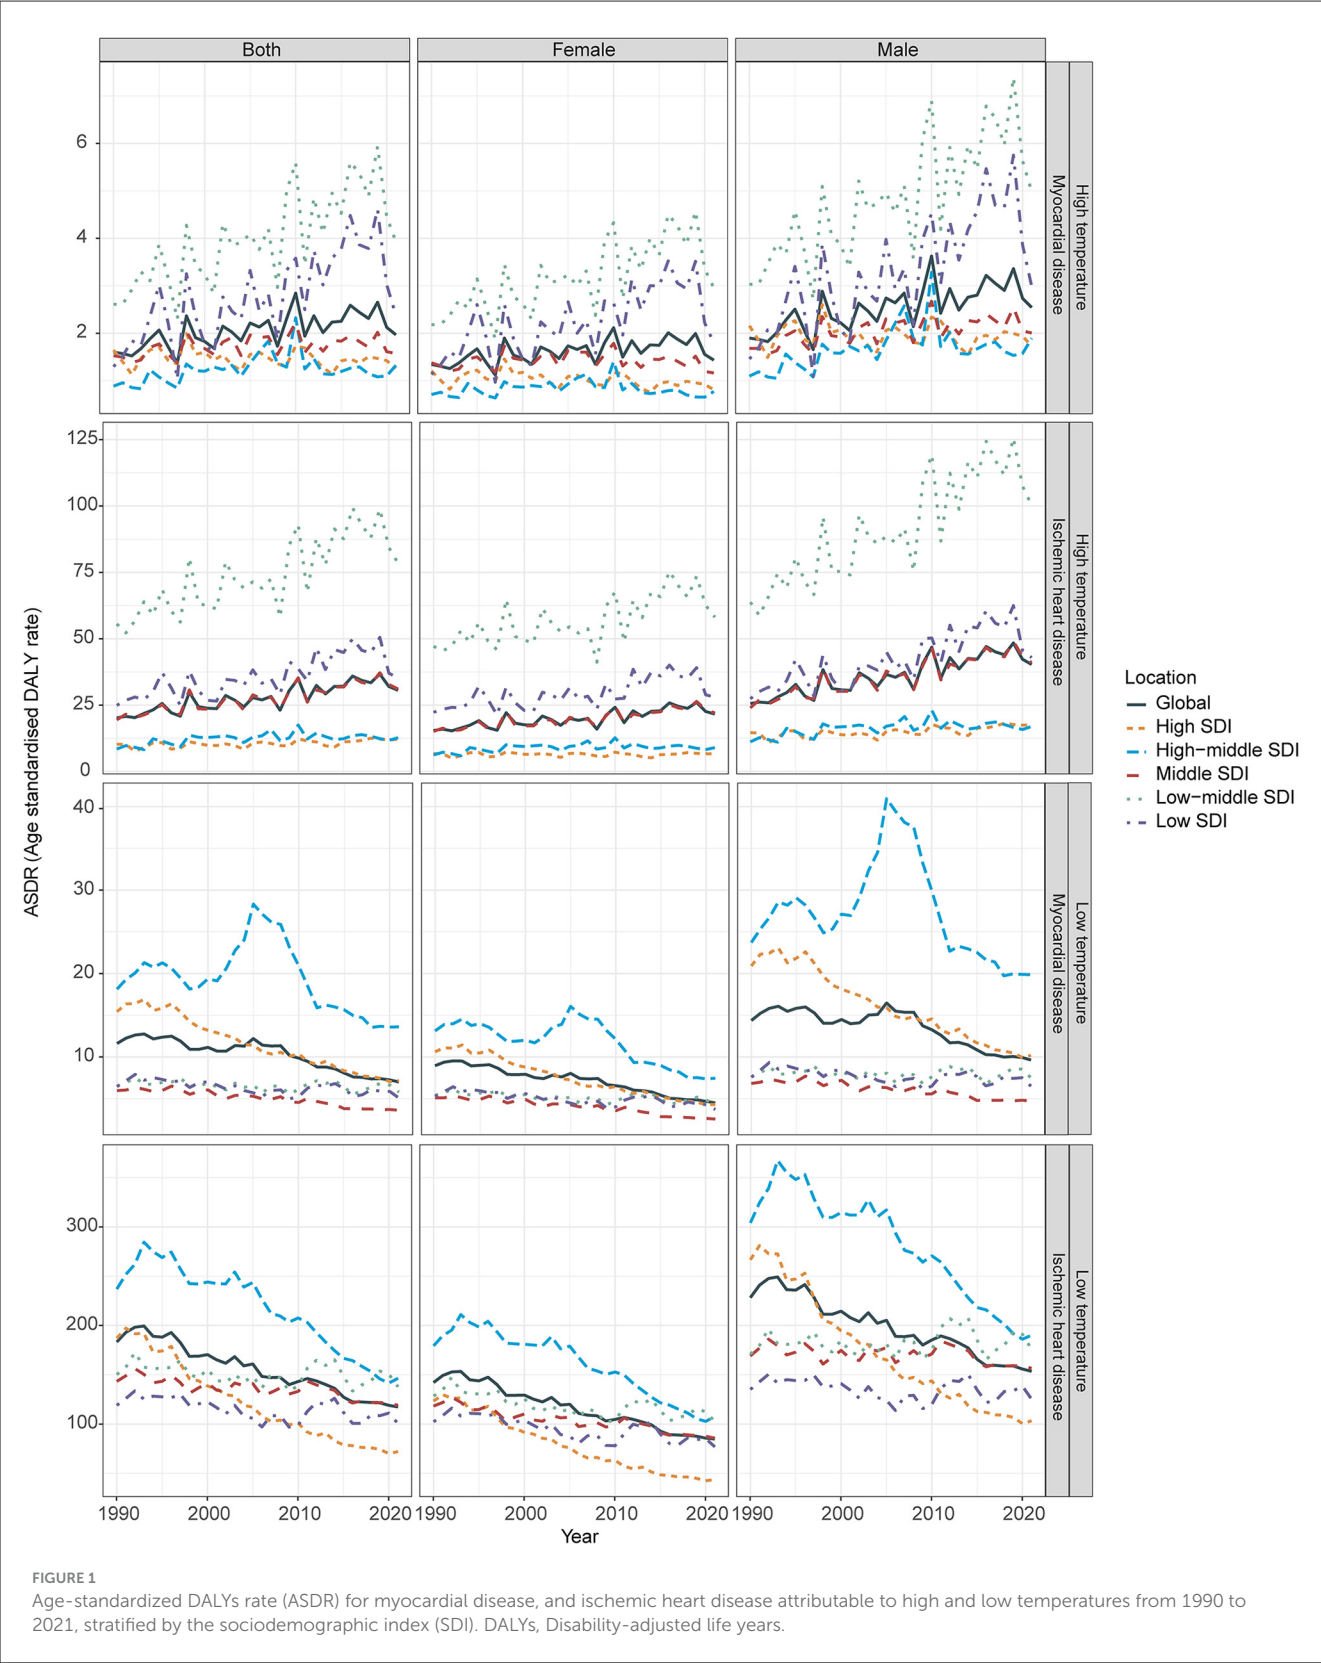 Both
Female
Male
6
4
2
High temperature
Myocardial disease
125
100
75
50
25
0
High temperature
Ischemic heart disease
40
30
20
10
Low temperature
Myocardial disease
300
200
100
Low temperature
Ischemic heart disease
ASDR (Age standardised DALY rate)
1990 2000 2010 2020
1990 2000 2010 2020
1990 2000 2010 2020
Year
Location
Global
High SDI
High−middle SDI
Middle SDI
Low−middle SDI
Low SDI
FIGURE 1
Age-standardized DALYs rate (ASDR) for myocardial disease, and ischemic heart disease attributable to high and low temperatures from 1990 to
2021, stratified by the sociodemographic index (SDI). DALYs, Disability-adjusted life years.